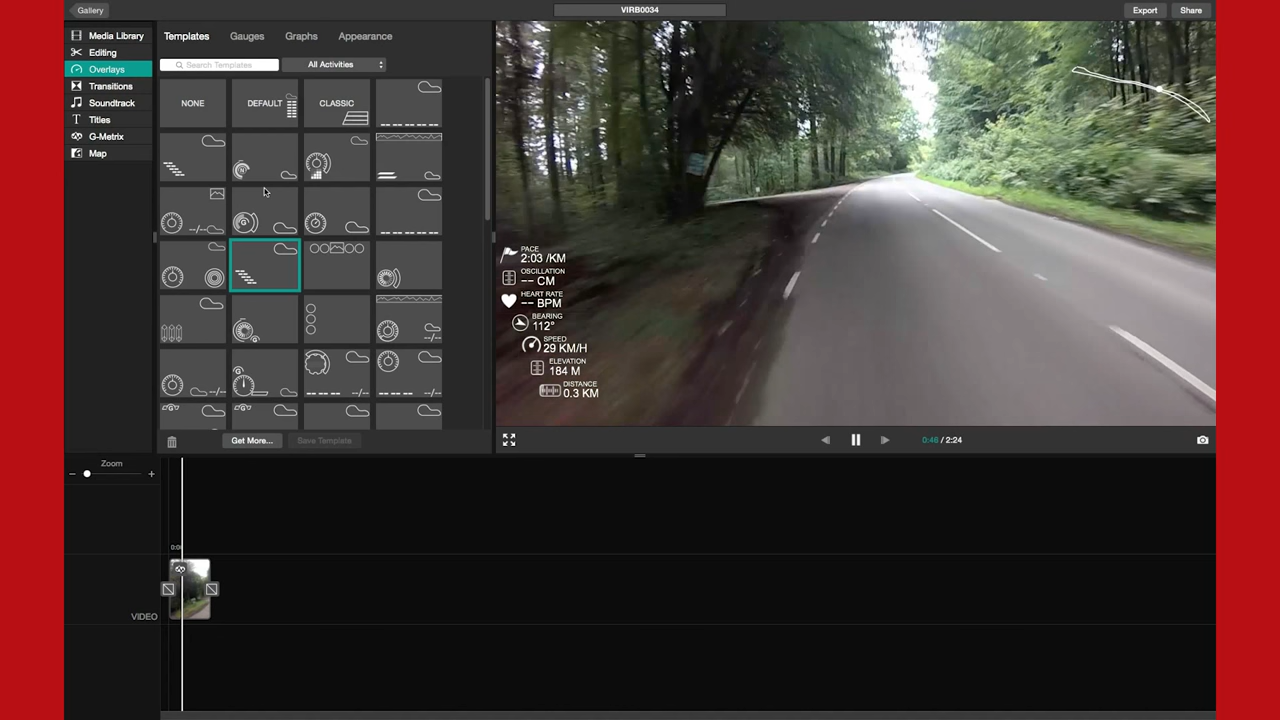 Gallery
VIRB0034
Export
Share
Media Library
Editing
Overlays
Transitions
Soundtrack
Titles
G-Metrix
Map
Templates
Gauges
Graphs
Appearance
Search Templates
All Activities
NONE
DEFAULT
CLASSIC
Get More...
Save Template
PACE
2:03 /KM
OSCILLATION
-- CM
HEART RATE
-- BPM
BEARING
112°
SPEED
29 KM/H
ELEVATION
184 M
DISTANCE
0.3 KM
0:46 / 2:24
Zoom
VIDEO